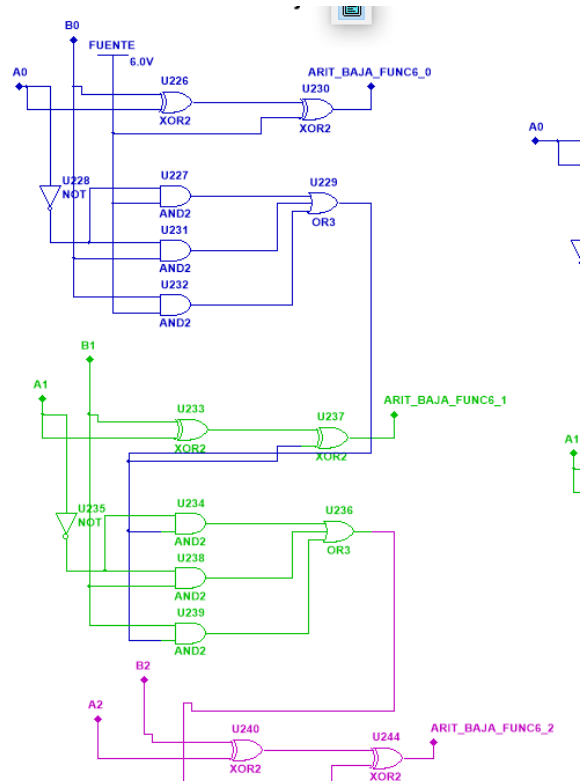 B0
FUENTE
6.0V
A0
U226
XOR2
U230
XOR2
ARIT_BAJA_FUNC6_0
A0
U228
NOT
U227
AND2
U229
OR3
U231
AND2
U232
AND2
B1
A1
U233
XOR2
U237
XOR2
ARIT_BAJA_FUNC6_1
A1
U235
NOT
U234
AND2
U236
OR3
U238
AND2
U239
AND2
B2
A2
U240
XOR2
U244
XOR2
ARIT_BAJA_FUNC6_2